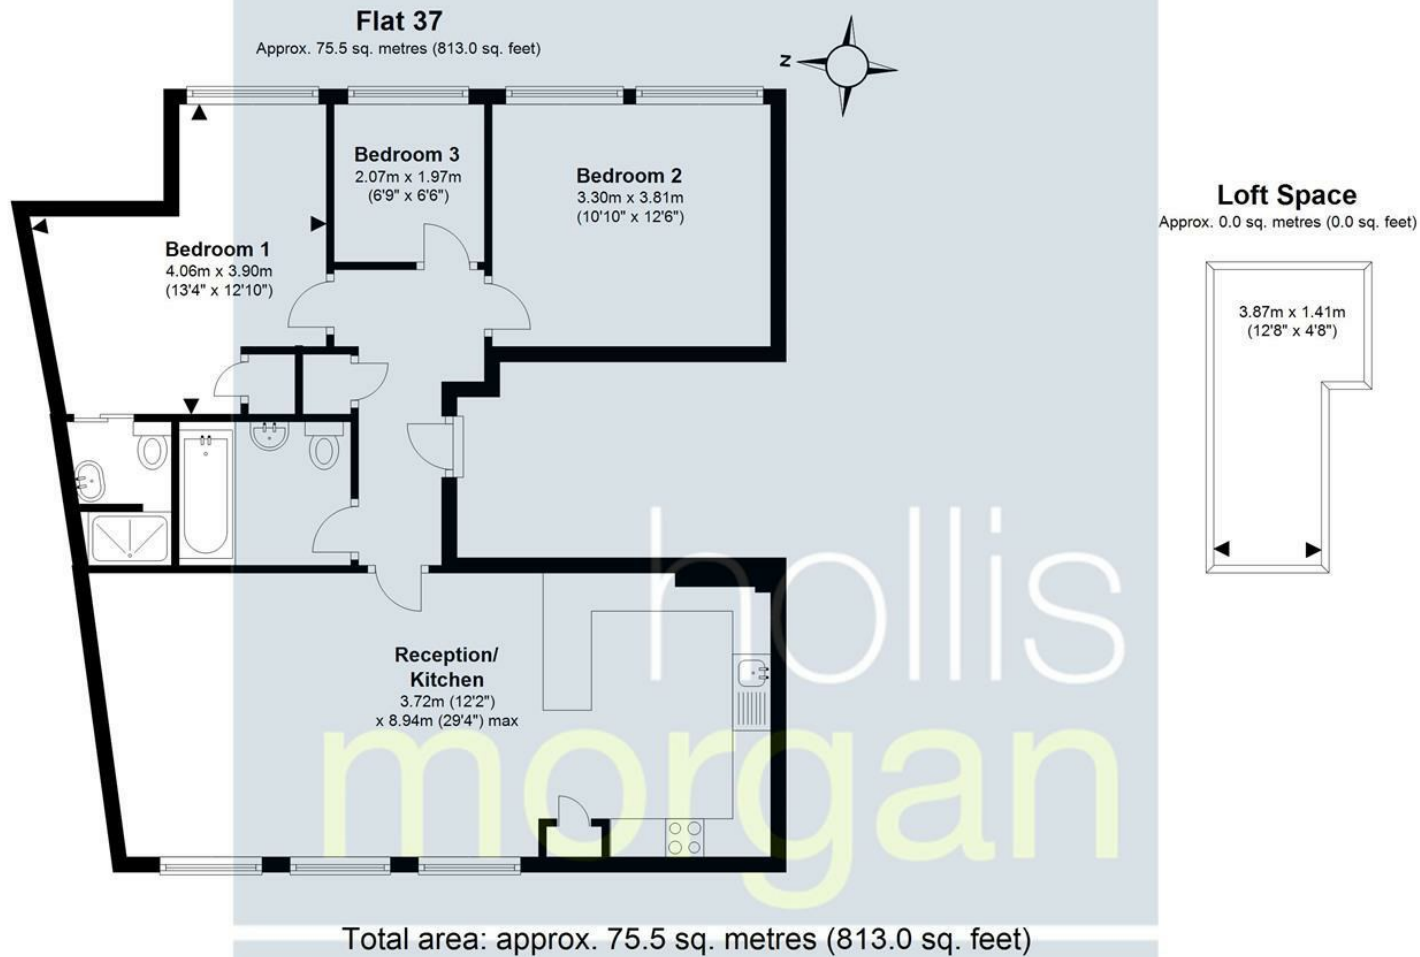 Flat 37
Approx. 75.5 sq. metres (813.0 sq. feet)
N
Bedroom 3
2.07m x 1.97m
(6'9" x 6'6")
Bedroom 2
3.30m x 3.81m
(10'10" x 12'6")
Bedroom 1
4.06m x 3.90m
(13'4" x 12'10")
Loft Space
Approx. 0.0 sq. metres (0.0 sq. feet)
3.87m x 1.41m
(12'8" x 4'8")
Reception/
Kitchen
3.72m (12'2")
x 8.94m (29'4") max
hollis
morgan
Total area: approx. 75.5 sq. metres (813.0 sq. feet)